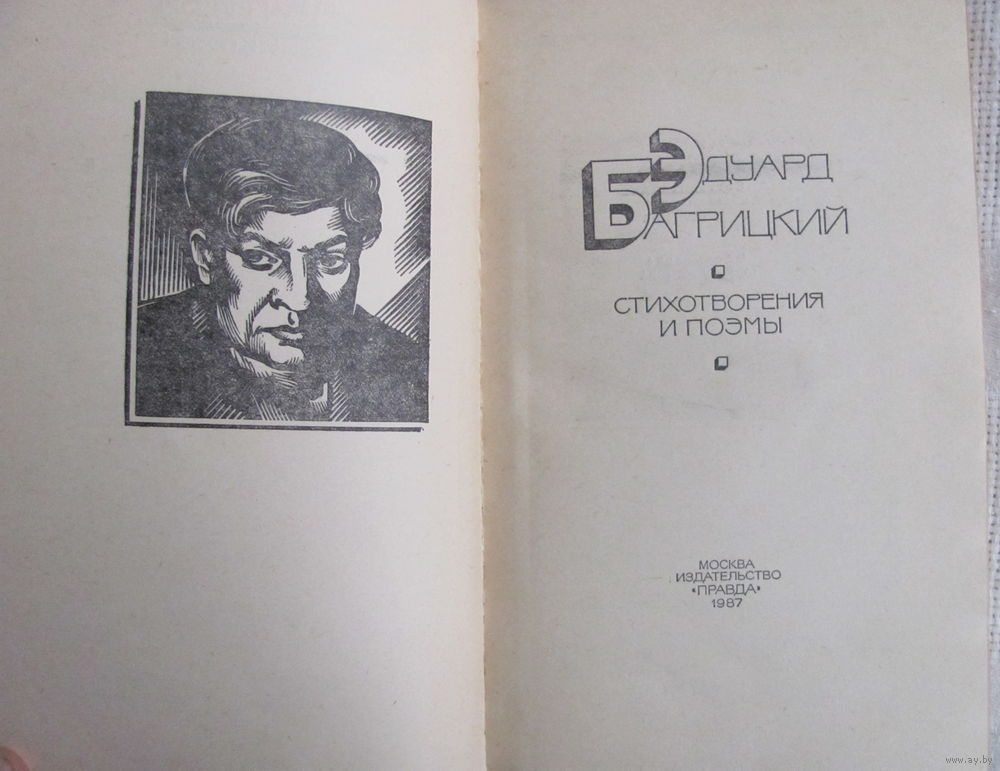 ЭДУАРД
БАГРИЦКИЙ
СТИХОТВОРЕНИЯ
И ПОЭМЫ
МОСКВА
ИЗДАТЕЛЬСТВО
«ПРАВДА»
1987
www.ay.by